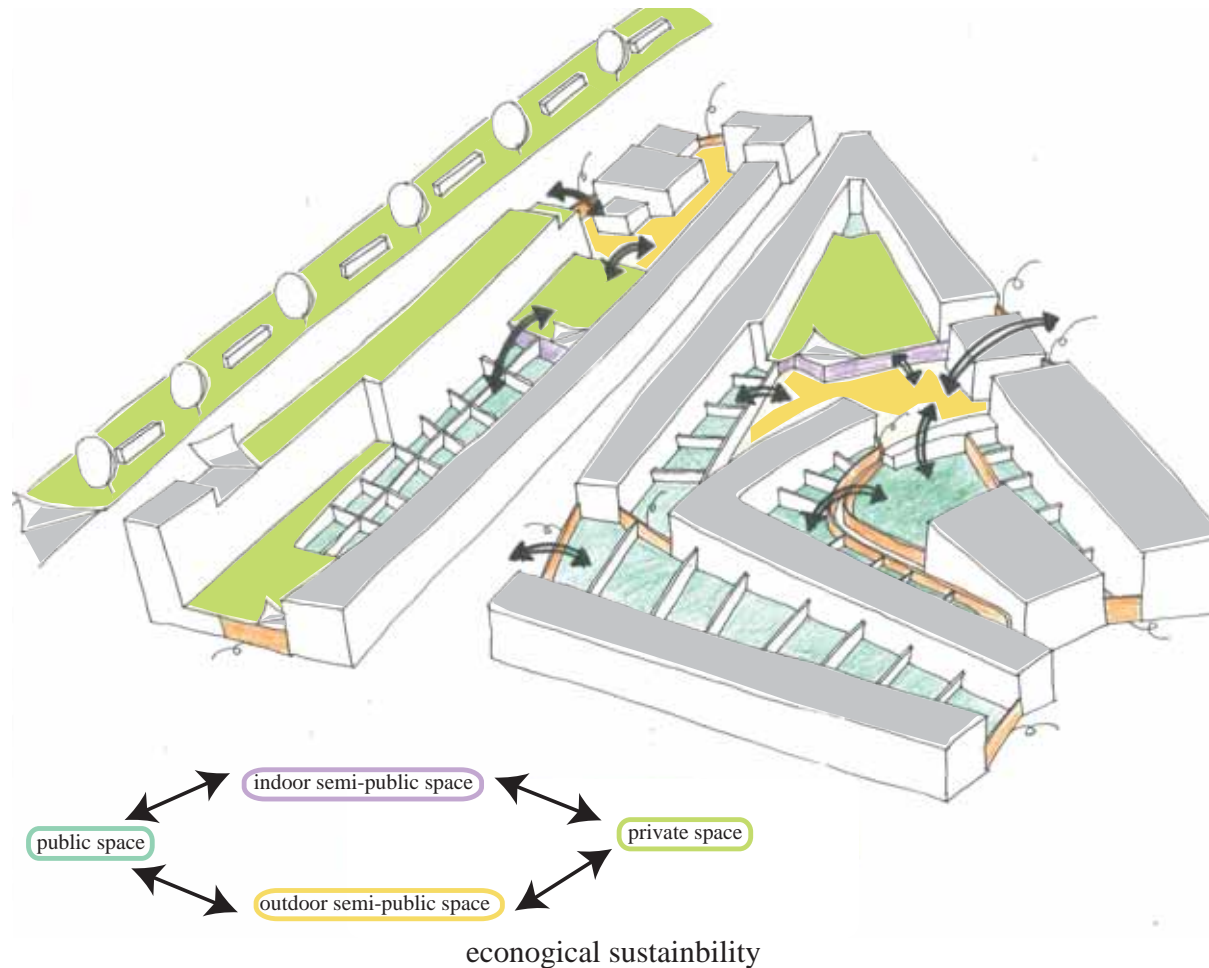 indoor semi-public space
public space
private space
outdoor semi-public space
econogical sustainbility